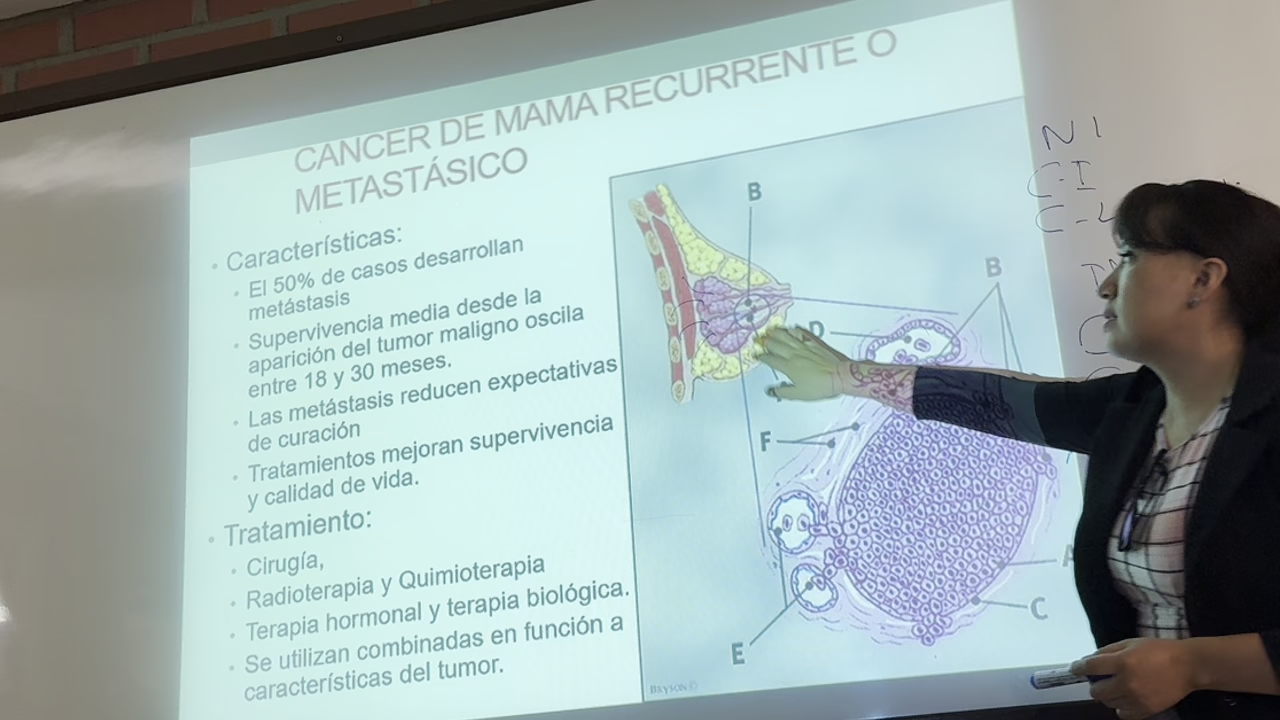 CANCER DE MAMA RECURRENTE O
METASTÁSICO
• Características:
• El 50% de casos desarrollan
metástasis
• Supervivencia media desde la
aparición del tumor maligno oscila
entre 18 y 30 meses.
• Las metástasis reducen expectativas
de curación
• Tratamientos mejoran supervivencia
y calidad de vida.
• Tratamiento:
• Cirugía,
• Radioterapia y Quimioterapia
• Terapia hormonal y terapia biológica.
• Se utilizan combinadas en función a
características del tumor.
B
B
D
F
A
C
E
BRYSON ©